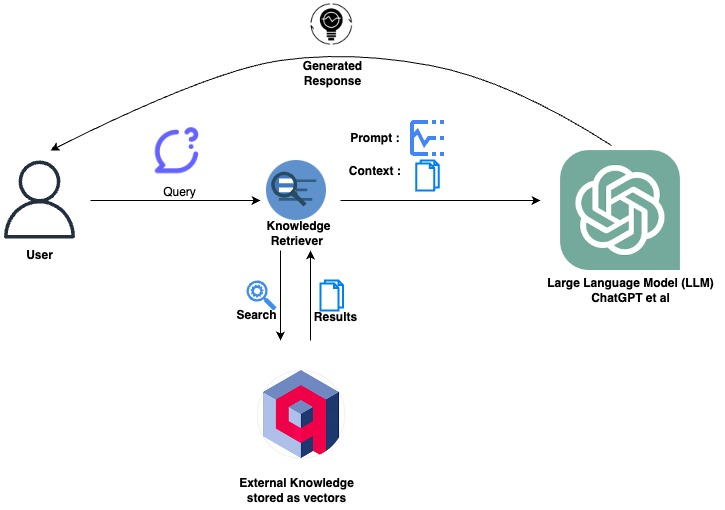 Generated
Response
Prompt :
Context :
Query
User
Knowledge
Retriever
Large Language Model (LLM)
ChatGPT et al
Search
Results
External Knowledge
stored as vectors